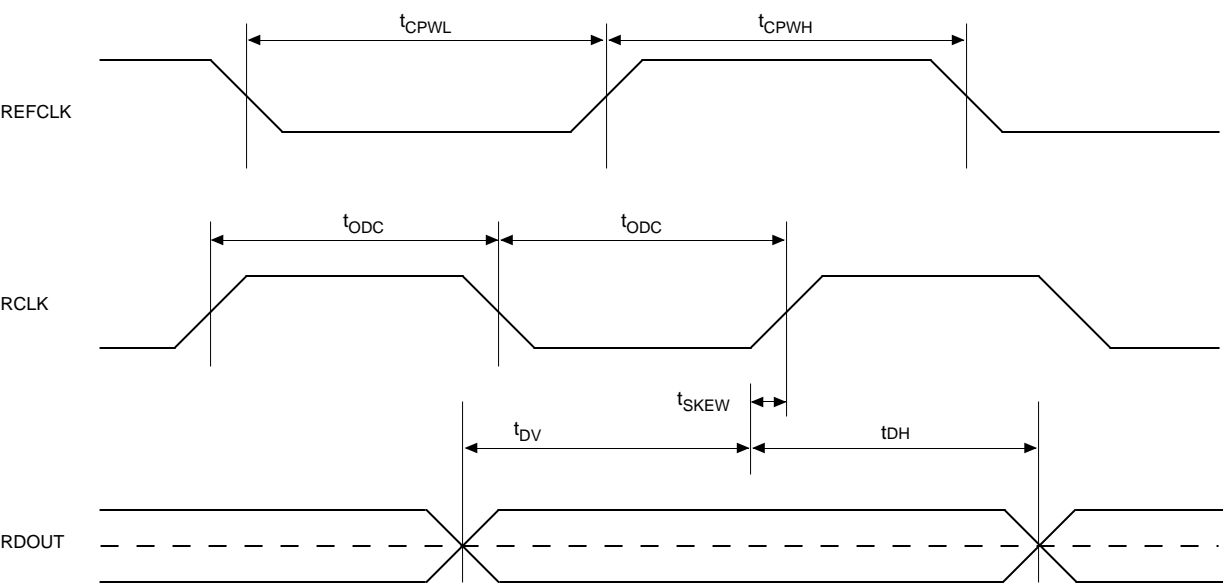 tCPWL tCPWH
REFCLK
tODC tODC
RCLK
tSKEW
tDV tDH
RDOUT